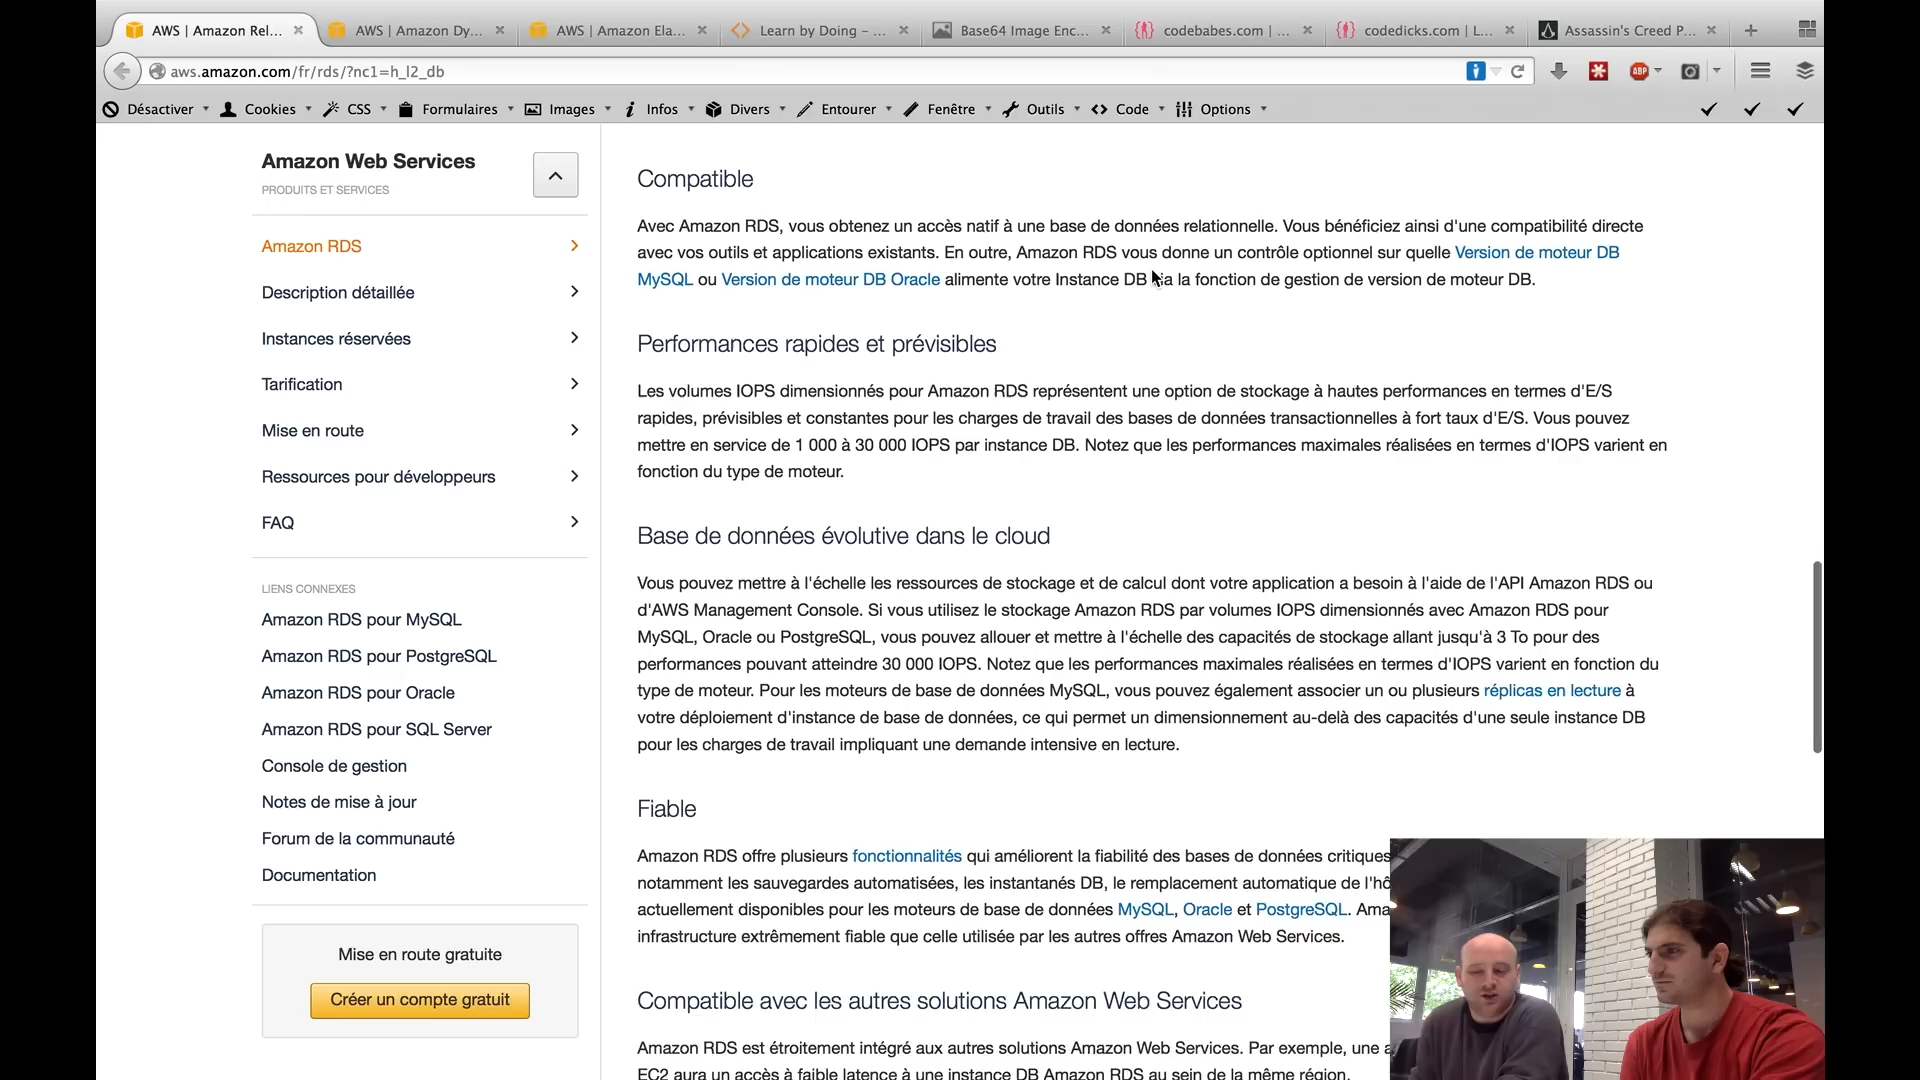 AWS | Amazon Rel...
AWS | Amazon Dy...
AWS | Amazon Ela...
Learn by Doing – ...
Base64 Image Enc...
codebabes.com | ...
codedicks.com | L...
Assassin's Creed P...
aws.amazon.com/fr/rds/?nc1=h_l2_db
ABP
Désactiver
Cookies
CSS
Formulaires
Images
Infos
Divers
Entourer
Fenêtre
Outils
Code
Options
Amazon Web Services
PRODUITS ET SERVICES
Amazon RDS
Description détaillée
Instances réservées
Tarification
Mise en route
Ressources pour développeurs
FAQ
LIENS CONNEXES
Amazon RDS pour MySQL
Amazon RDS pour PostgreSQL
Amazon RDS pour Oracle
Amazon RDS pour SQL Server
Console de gestion
Notes de mise à jour
Forum de la communauté
Documentation
Mise en route gratuite
Créer un compte gratuit
Compatible
Avec Amazon RDS, vous obtenez un accès natif à une base de données relationnelle. Vous bénéficiez ainsi d'une compatibilité directe
avec vos outils et applications existants. En outre, Amazon RDS vous donne un contrôle optionnel sur quelle Version de moteur DB
MySQL ou Version de moteur DB Oracle alimente votre Instance DB la fonction de gestion de version de moteur DB.
Performances rapides et prévisibles
Les volumes IOPS dimensionnés pour Amazon RDS représentent une option de stockage à hautes performances en termes d'E/S
rapides, prévisibles et constantes pour les charges de travail des bases de données transactionnelles à fort taux d'E/S. Vous pouvez
mettre en service de 1 000 à 30 000 IOPS par instance DB. Notez que les performances maximales réalisées en termes d'IOPS varient en
fonction du type de moteur.
Base de données évolutive dans le cloud
Vous pouvez mettre à l'échelle les ressources de stockage et de calcul dont votre application a besoin à l'aide de l'API Amazon RDS ou
d'AWS Management Console. Si vous utilisez le stockage Amazon RDS par volumes IOPS dimensionnés avec Amazon RDS pour
MySQL, Oracle ou PostgreSQL, vous pouvez allouer et mettre à l'échelle des capacités de stockage allant jusqu'à 3 To pour des
performances pouvant atteindre 30 000 IOPS. Notez que les performances maximales réalisées en termes d'IOPS varient en fonction du
type de moteur. Pour les moteurs de base de données MySQL, vous pouvez également associer un ou plusieurs réplicas en lecture à
votre déploiement d'instance de base de données, ce qui permet un dimensionnement au-delà des capacités d'une seule instance DB
pour les charges de travail impliquant une demande intensive en lecture.
Fiable
Amazon RDS offre plusieurs fonctionnalités qui améliorent la fiabilité des bases de données critiques
notamment les sauvegardes automatisées, les instantanés DB, le remplacement automatique de l'hô
actuellement disponibles pour les moteurs de base de données MySQL, Oracle et PostgreSQL. Ama
infrastructure extrêmement fiable que celle utilisée par les autres offres Amazon Web Services.
Compatible avec les autres solutions Amazon Web Services
Amazon RDS est étroitement intégré aux autres solutions Amazon Web Services. Par exemple, une a
EC2 aura un accès à faible latence à une instance DB Amazon RDS au sein de la même région.